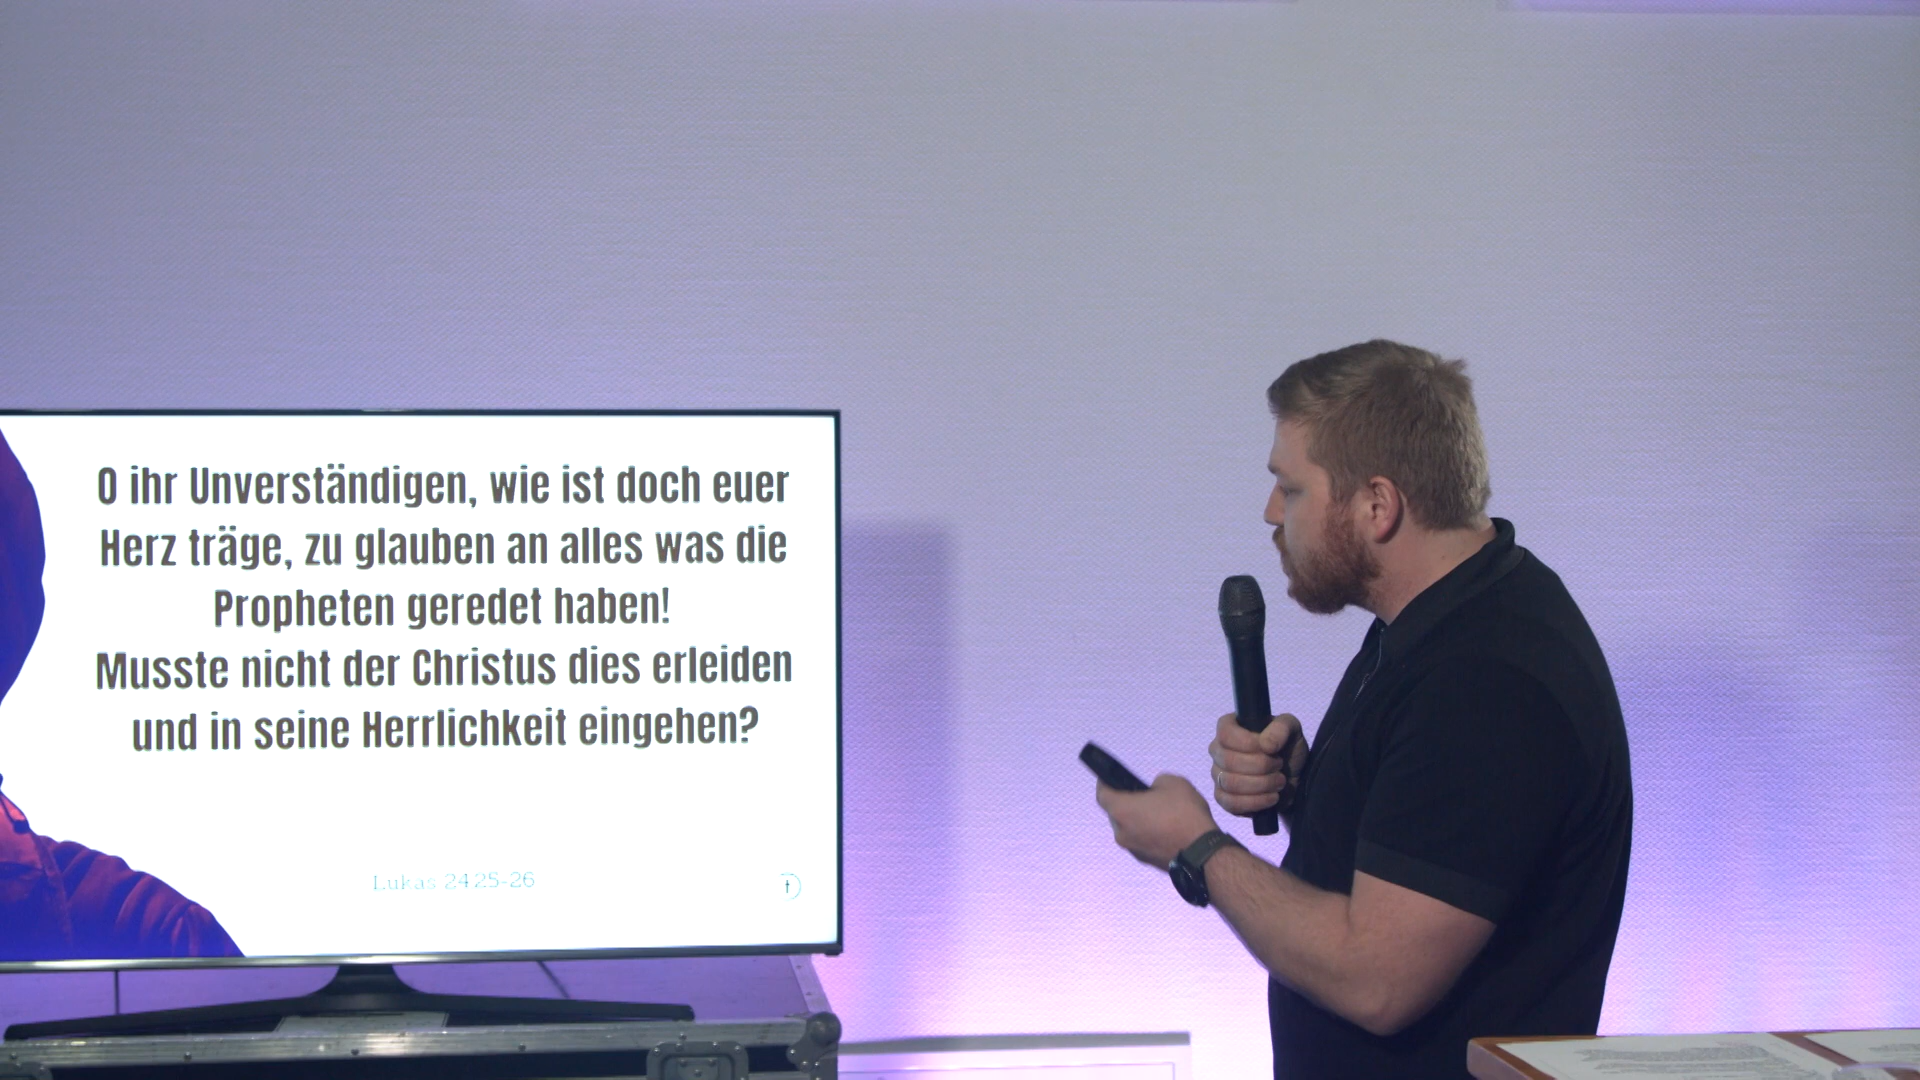 O ihr Unverständigen, wie ist doch euer
Herz träge, zu glauben an alles was die
Propheten geredet haben!
Musste nicht der Christus dies erleiden
und in seine Herrlichkeit eingehen?
Lukas 24 25-26